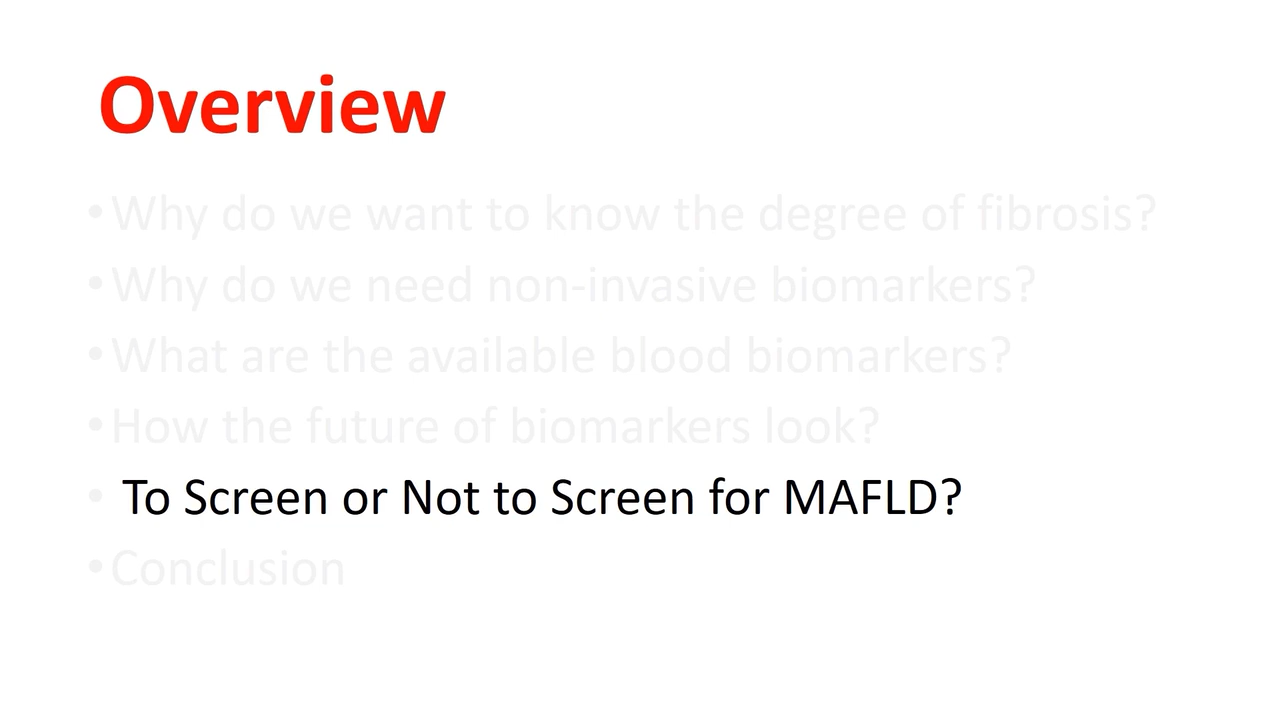 Overview
• Why do we want to know the degree of fibrosis?
• Why do we need non-invasive biomarkers?
• What are the available blood biomarkers?
• How the future of biomarkers look?
• To Screen or Not to Screen for MAFLD?
• Conclusion